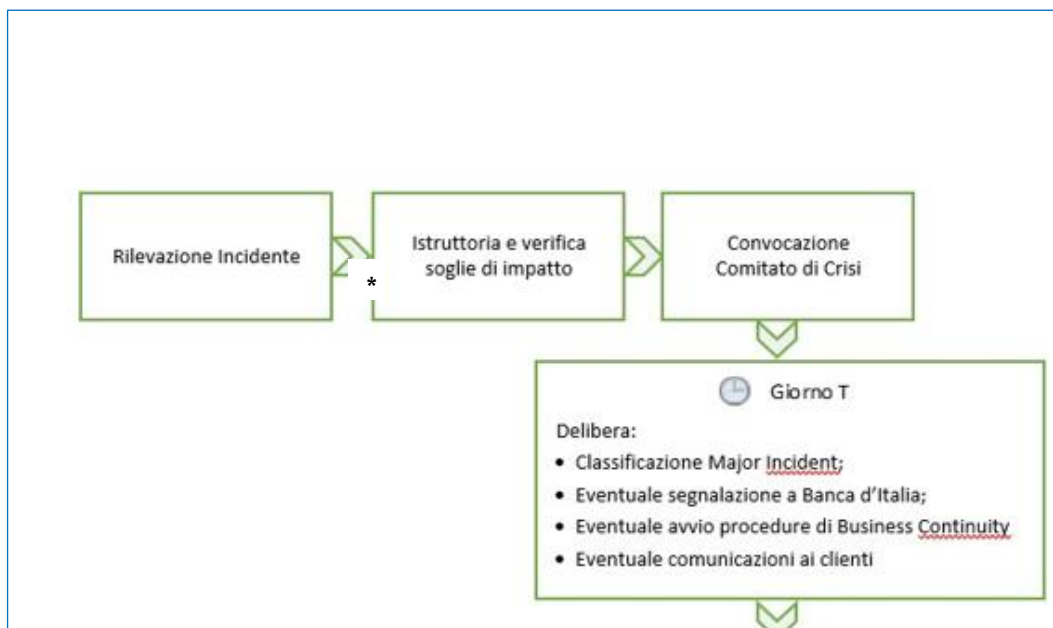 Rilevazione Incidente
*
Istruttoria e verifica
soglie di impatto
Convocazione
Comitato di Crisi
Giorno T
Delibera:
• Classificazione Major Incident;
• Eventuale segnalazione a Banca d'Italia;
• Eventuale avvio procedure di Business Continuity
• Eventuale comunicazioni ai clienti